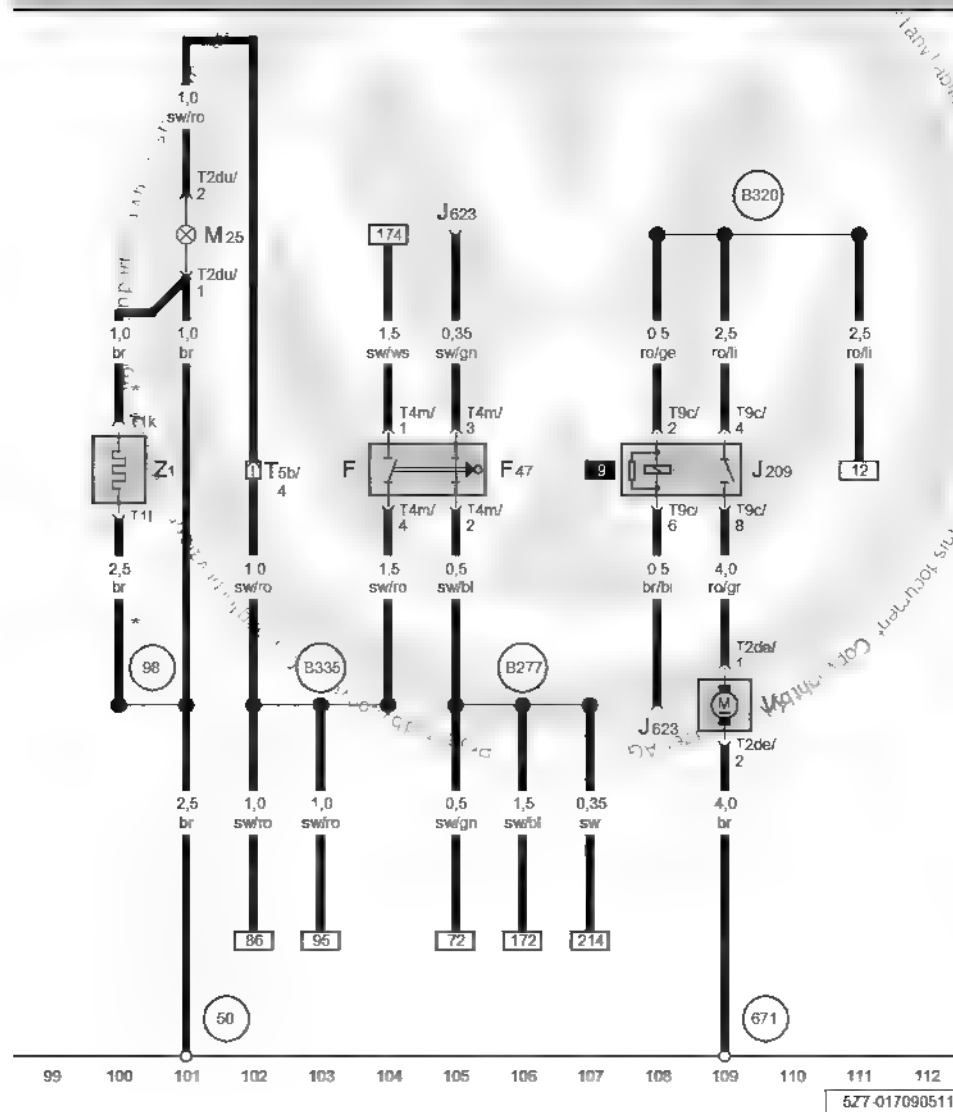 1,0
sw/ro
T2du/
2
M25
T2du/
1
1,0
br
1,0
br
*
T1k
Z1
T1j
2,5
br
*
98
T5b/
4
1,0
sw/ro
B335
174
J623
1,5
sw/ws
0,35
sw/gn
T4m/
1
T4m/
3
F
F47
T4m/
4
T4m/
2
1,5
sw/ro
0,5
sw/bl
B277
B320
0 5
ro/ge
2,5
ro/li
2,5
ro/li
T9c/
2
T9c/
4
9
J209
12
T9c/
6
T9c/
8
0 5
4,0
ro/gr
T2de/
1
M
J623
T2de/
2
2,5
br
1,0
sw/ro
1,0
sw/ro
0,5
sw/gn
1,5
sw/bl
0,35
sw
4,0
br
86
95
72
172
214
50
671
99 100 101 102 103 104 105 106 107 108 109 110 111 112
5Z7-017090511